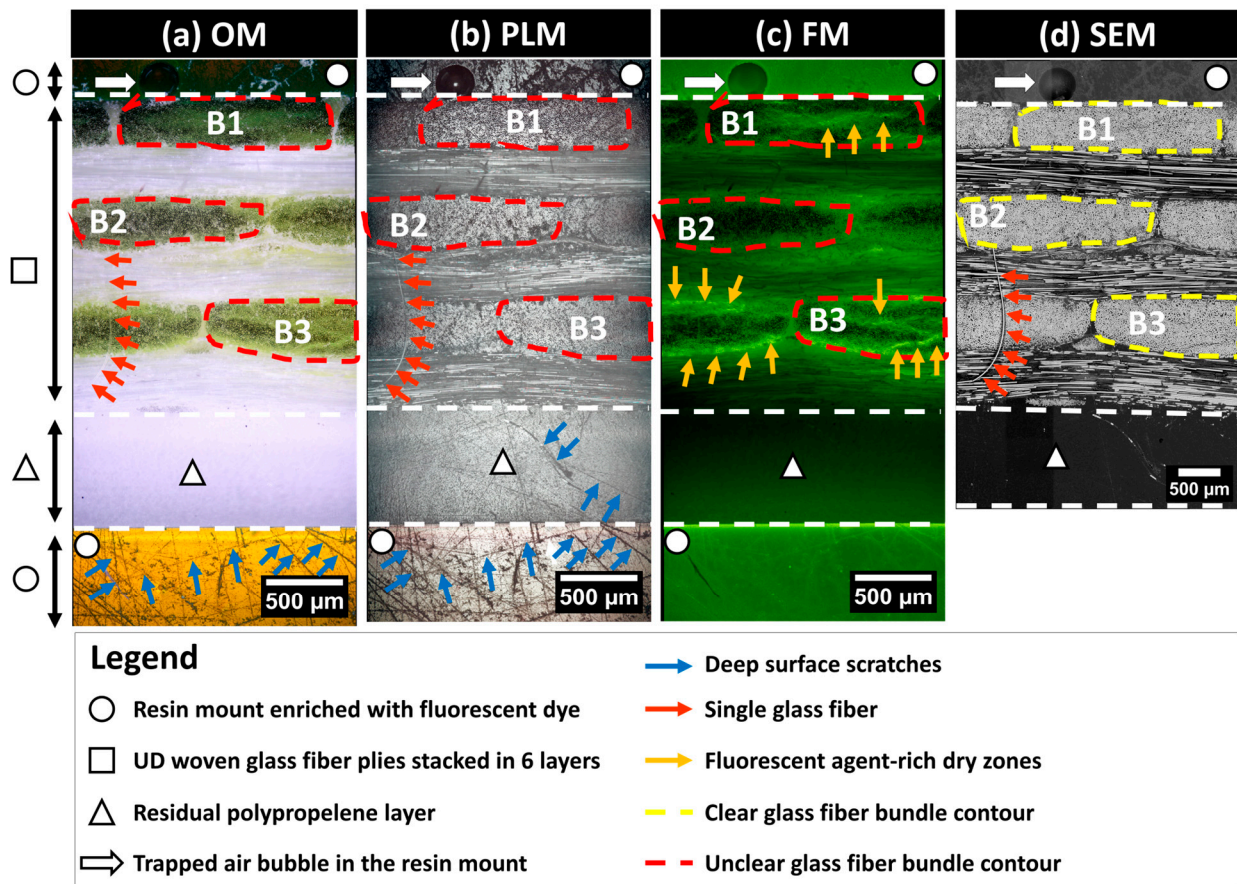 (a) OM
(b) PLM
(c) FM
(d) SEM
B1
B1
B1
B1
B2
B2
B2
B2
B3
B3
B3
B3
500 µm
500 µm
500 µm
500 µm
Legend
Resin mount enriched with fluorescent dye
UD woven glass fiber plies stacked in 6 layers
Residual polypropelene layer
Trapped air bubble in the resin mount
Deep surface scratches
Single glass fiber
Fluorescent agent-rich dry zones
Clear glass fiber bundle contour
Unclear glass fiber bundle contour